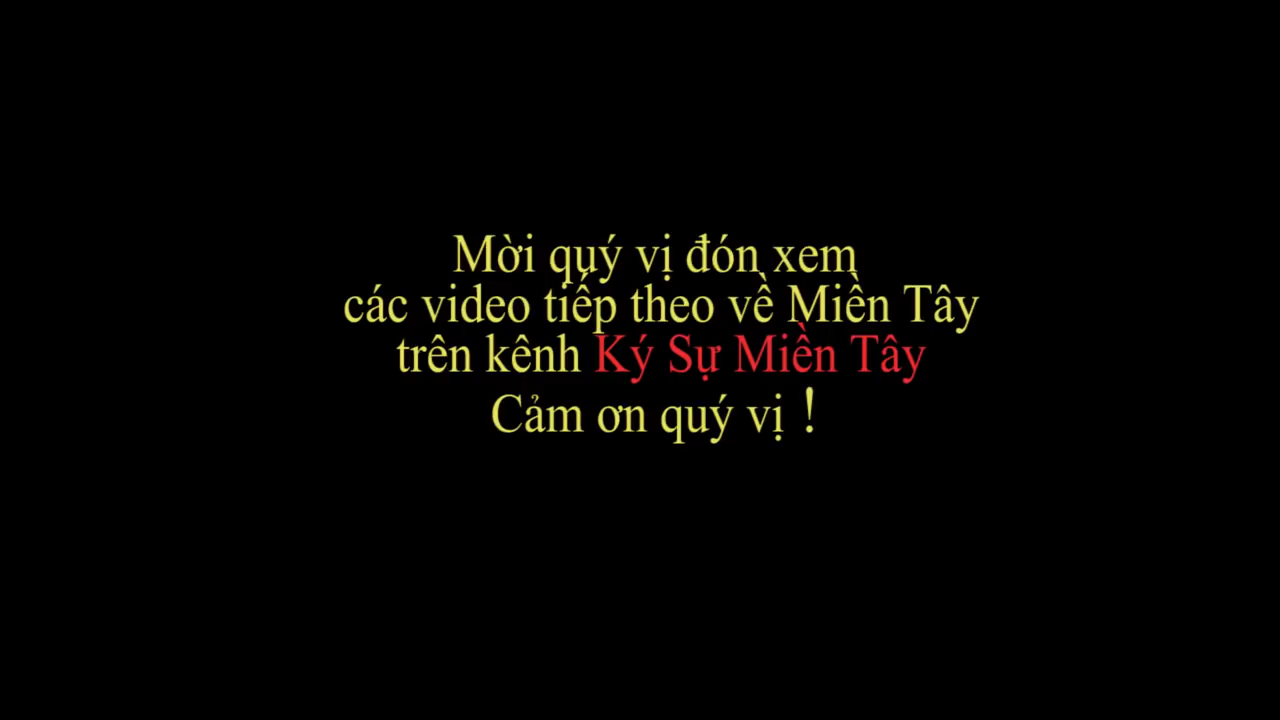 Mời quý vị đón xem
các video tiếp theo về Miền Tây
trên kênh Ký Sự Miền Tây
Cảm ơn quý vị !